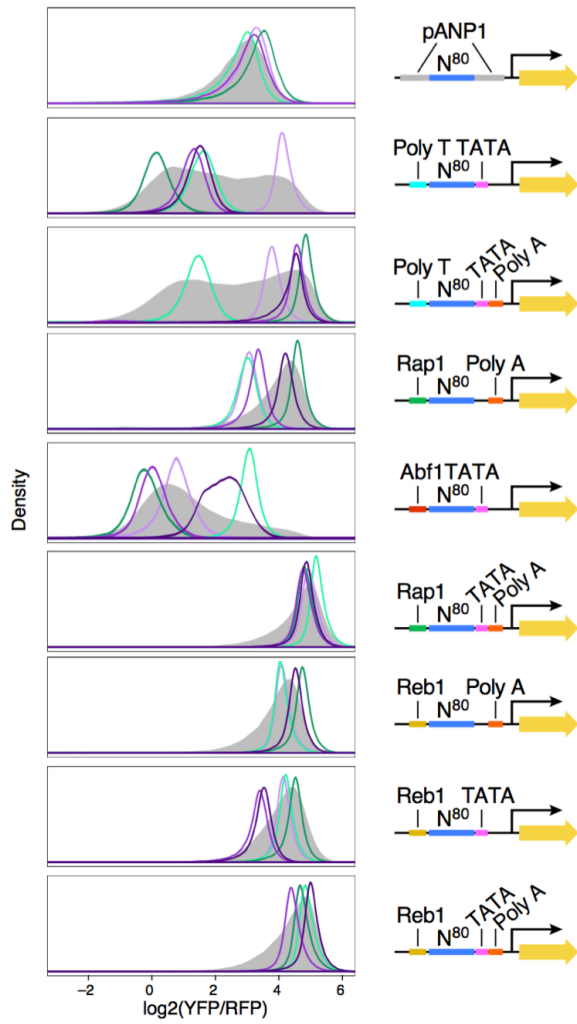 pANP1
N80
Poly T TATA
N80
Poly T TATA Poly A
N80
Rap1 Poly A
N80
Abf1TATA
N80
Rap1 TATA Poly A
N80
Reb1 Poly A
N80
Reb1 TATA
N80
Reb1 TATA Poly A
N80
Density
−2 0 2 4 6
log2(YFP/RFP)